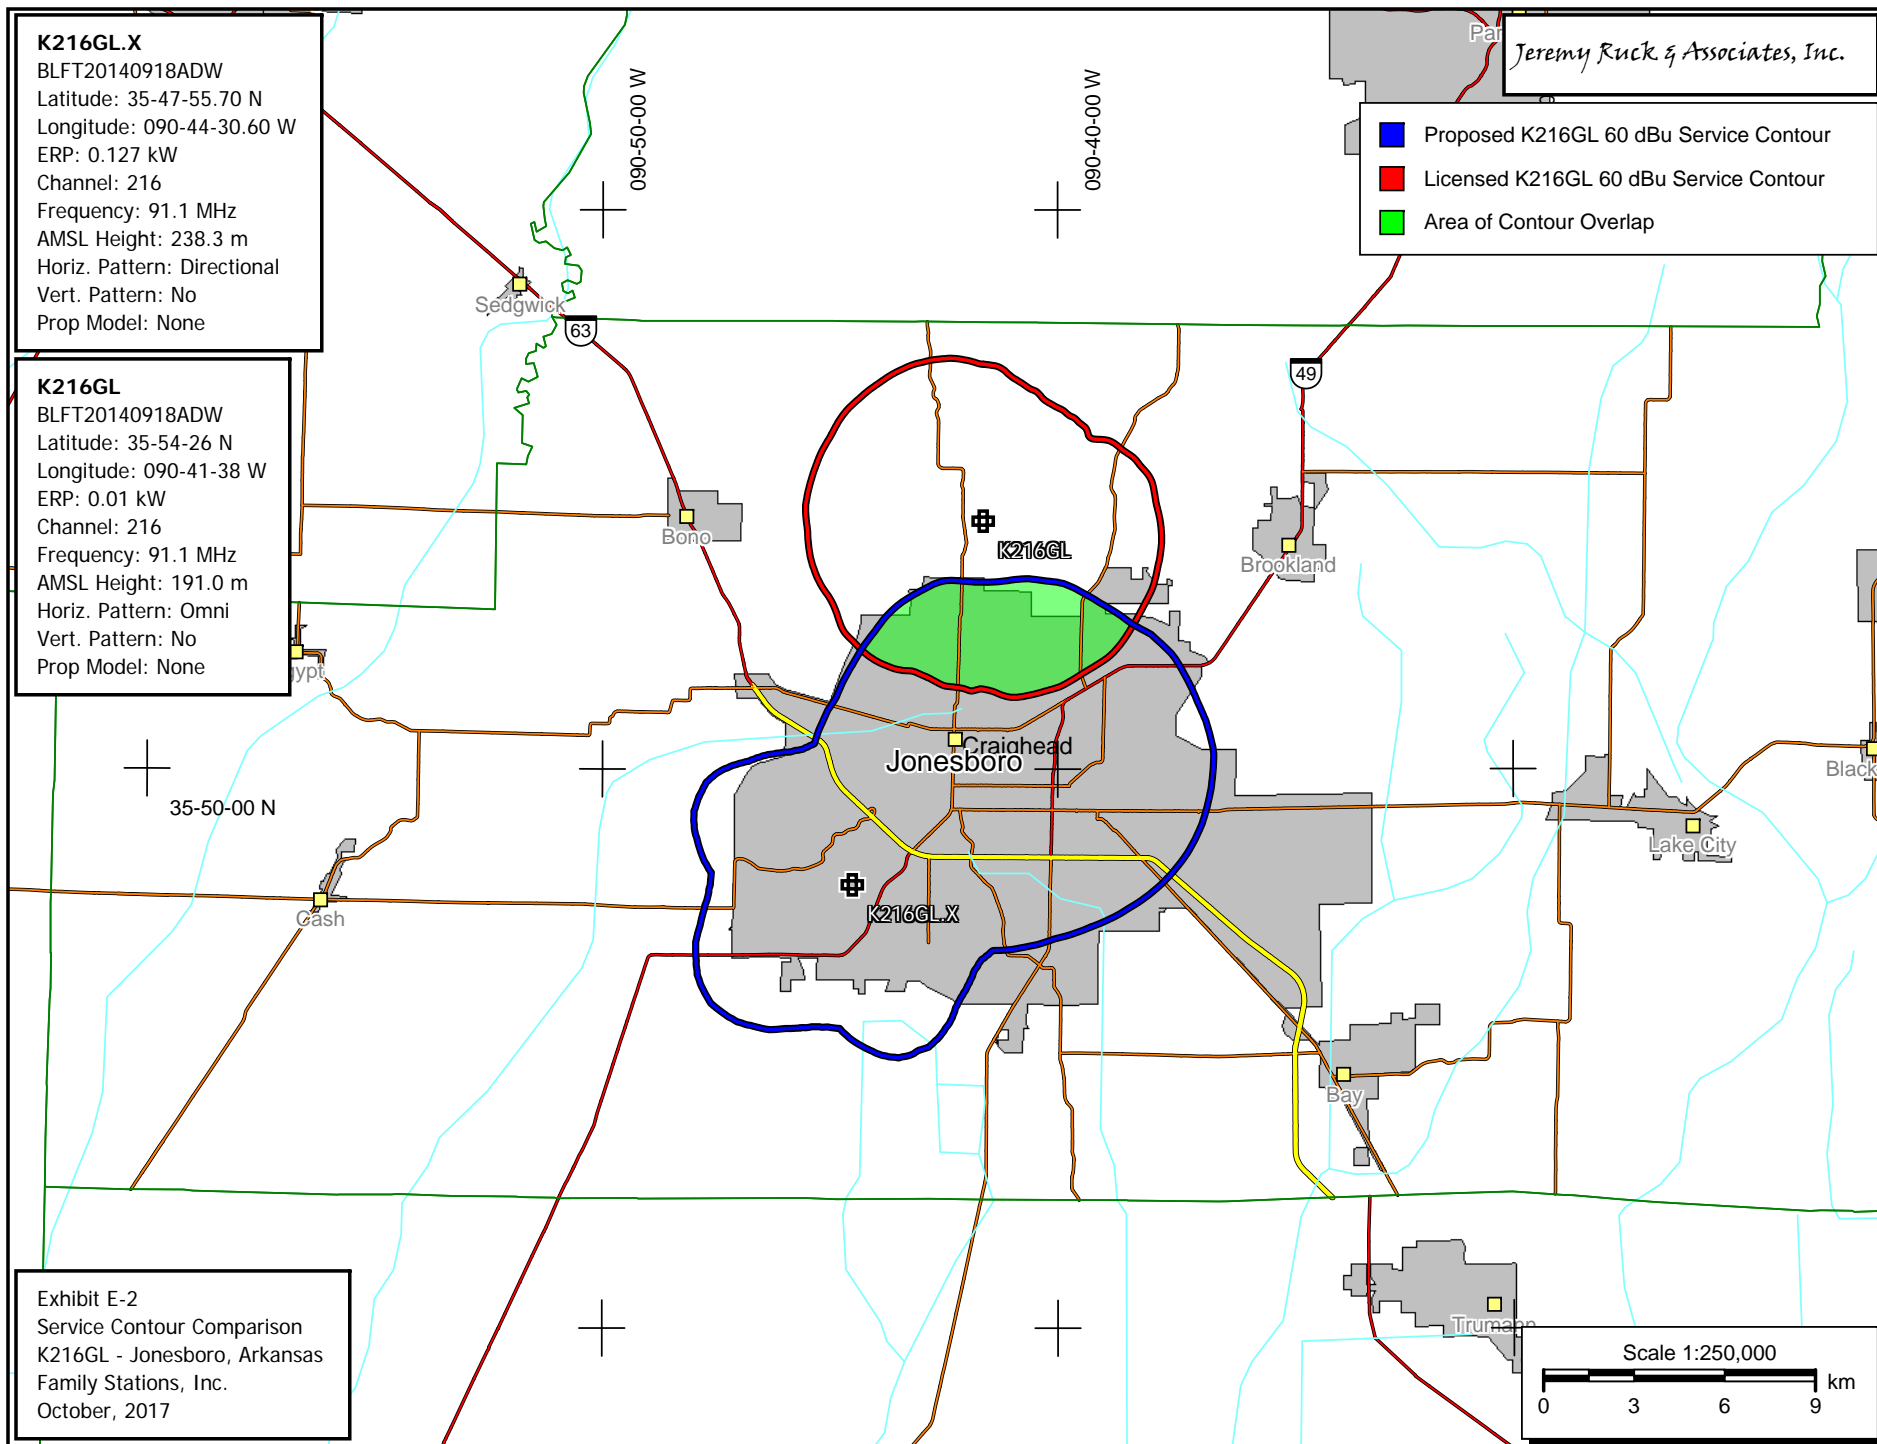 K216GL.X
BLFT20140918ADW
Latitude: 35-47-55.70 N
Longitude: 090-44-30.60 W
ERP: 0.127 kW
Channel: 216
Frequency: 91.1 MHz
AMSL Height: 238.3 m
Horiz. Pattern: Directional
Vert. Pattern: No
Prop Model: None
K216GL
BLFT20140918ADW
Latitude: 35-54-26 N
Longitude: 090-41-38 W
ERP: 0.01 kW
Channel: 216
Frequency: 91.1 MHz
AMSL Height: 191.0 m
Horiz. Pattern: Omni
Vert. Pattern: No
Prop Model: None
090-50-00 W
090-40-00 W
Par
Jeremy Ruck & Associates, Inc.
Proposed K216GL 60 dBu Service Contour
Licensed K216GL 60 dBu Service Contour
Area of Contour Overlap
Sedgwick
63
49
Bono
K216GL
Brookland
gypt
Craighead
Jonesboro
Black
35-50-00 N
Lake City
Cash
K216GL.X
Bay
Trumann
Exhibit E-2
Service Contour Comparison
K216GL - Jonesboro, Arkansas
Family Stations, Inc.
October, 2017
Scale 1:250,000
km
0 3 6 9